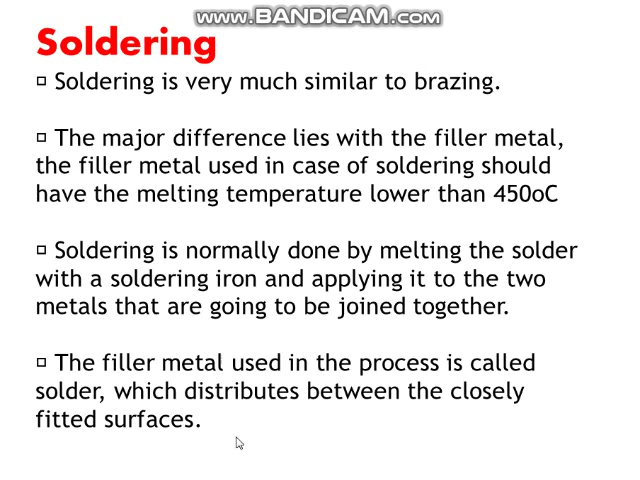 www.BANDICAM.com
Soldering
▯ Soldering is very much similar to brazing.
▯ The major difference lies with the filler metal,
the filler metal used in case of soldering should
have the melting temperature lower than 450oC
▯ Soldering is normally done by melting the solder
with a soldering iron and applying it to the two
metals that are going to be joined together.
▯ The filler metal used in the process is called
solder, which distributes between the closely
fitted surfaces.